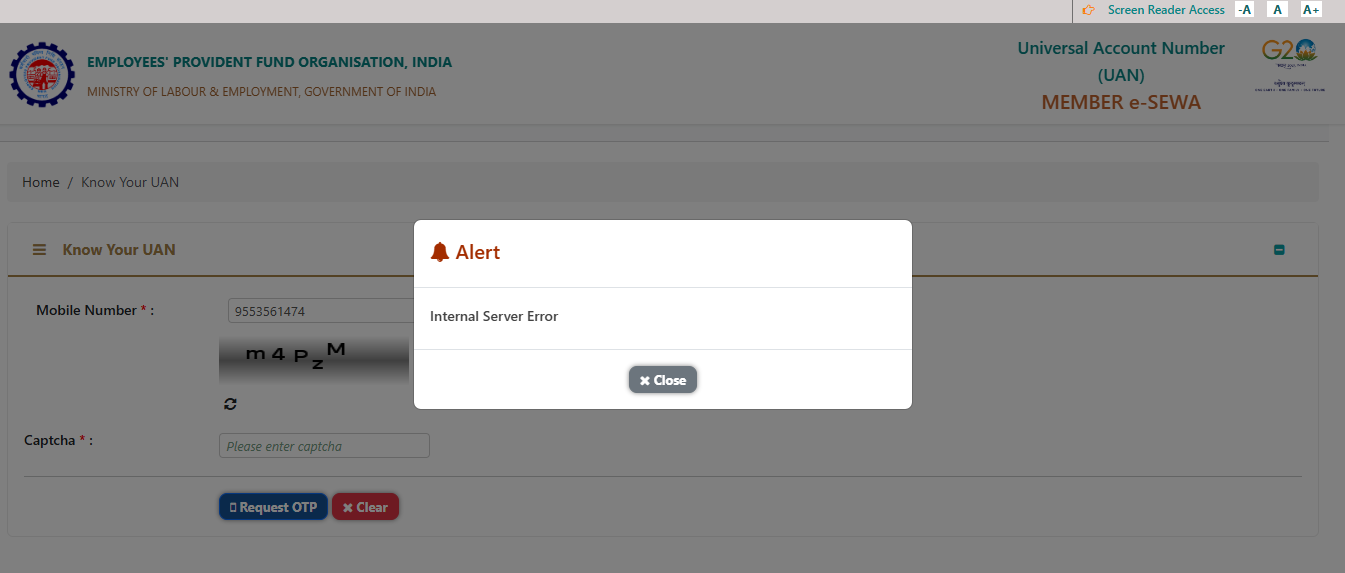 Screen Reader Access -A A A+
EMPLOYEES' PROVIDENT FUND ORGANISATION, INDIA
MINISTRY OF LABOUR & EMPLOYMENT, GOVERNMENT OF INDIA
Universal Account Number
(UAN)
MEMBER e-SEWA
G20
Home / Know Your UAN
Know Your UAN
Alert
Internal Server Error
Close
Mobile Number * :
9553561474
m 4 P z M
Captcha * :
Please enter captcha
Request OTP
Clear